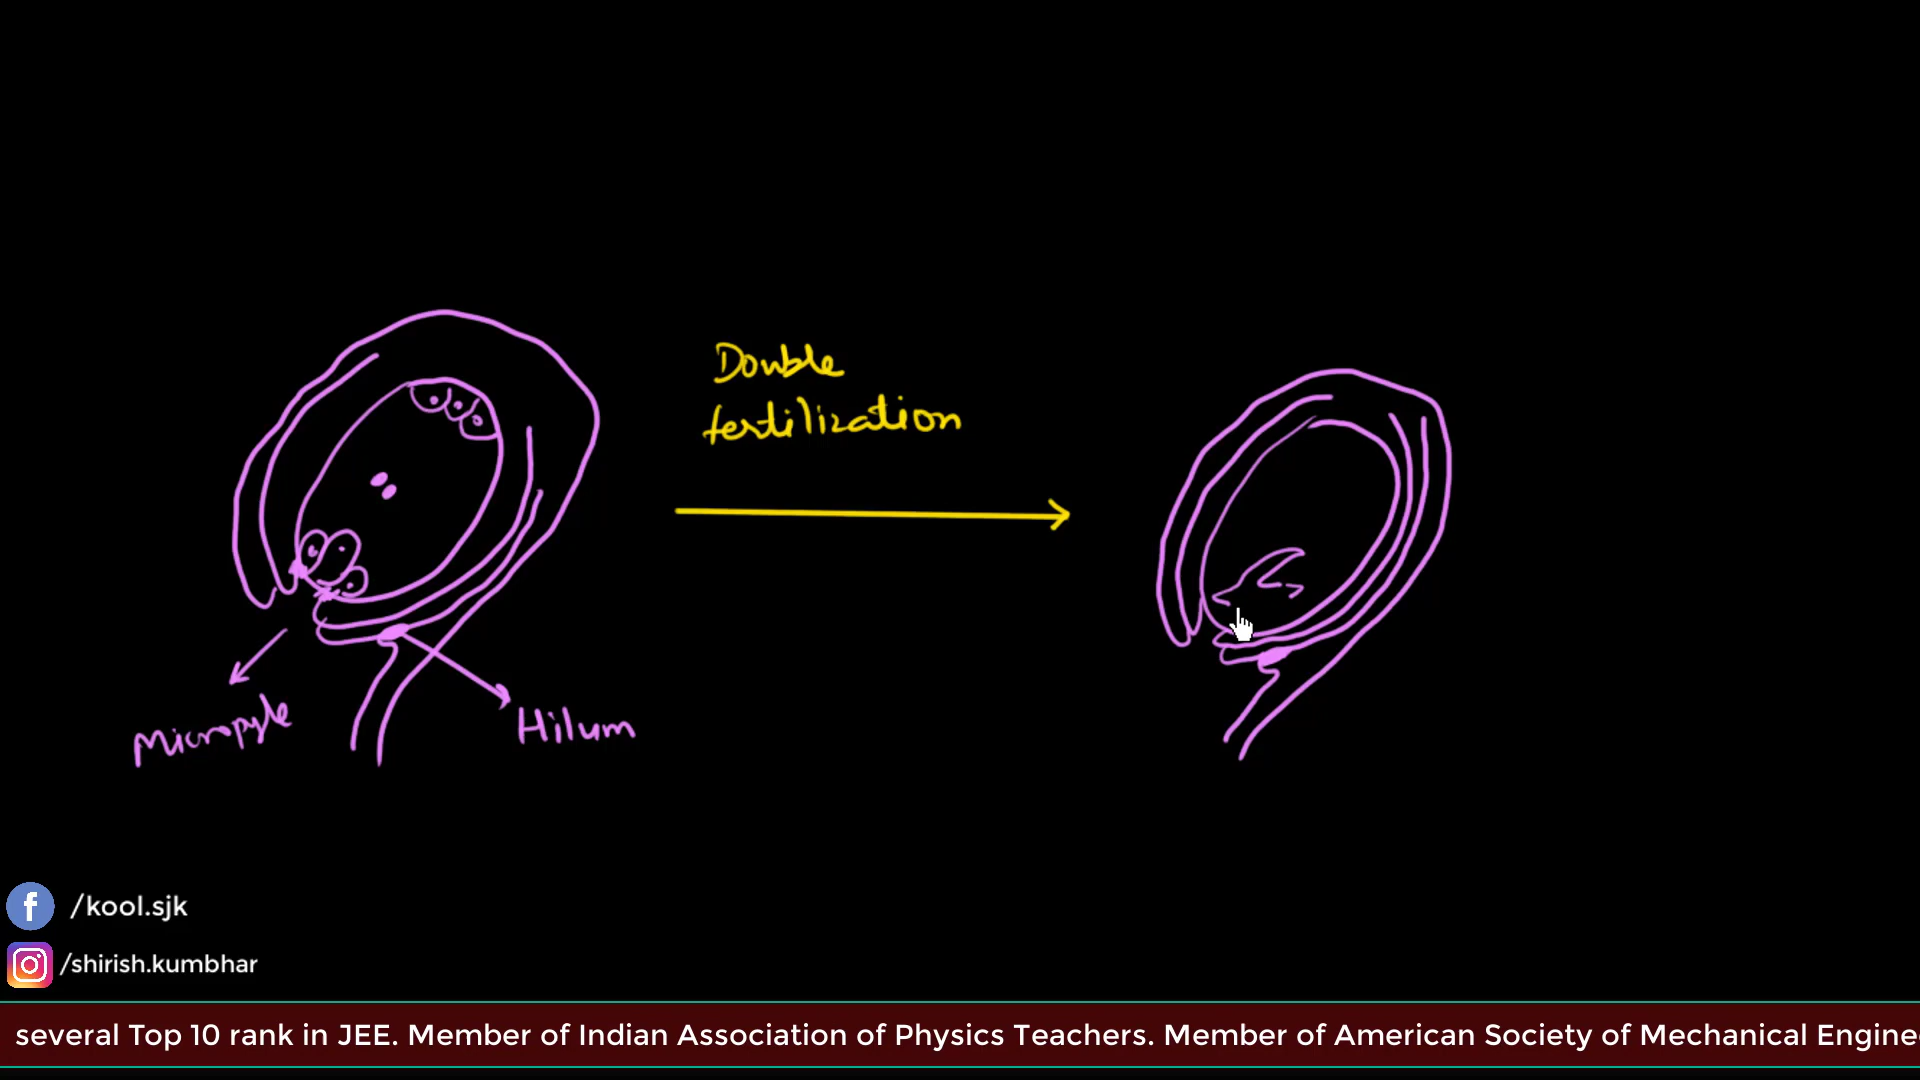 Double
fertilization
Micropyle
Hilum
/kool.sjk
/shirish.kumbhar
several Top 10 rank in JEE. Member of Indian Association of Physics Teachers. Member of American Society of Mechanical Engine